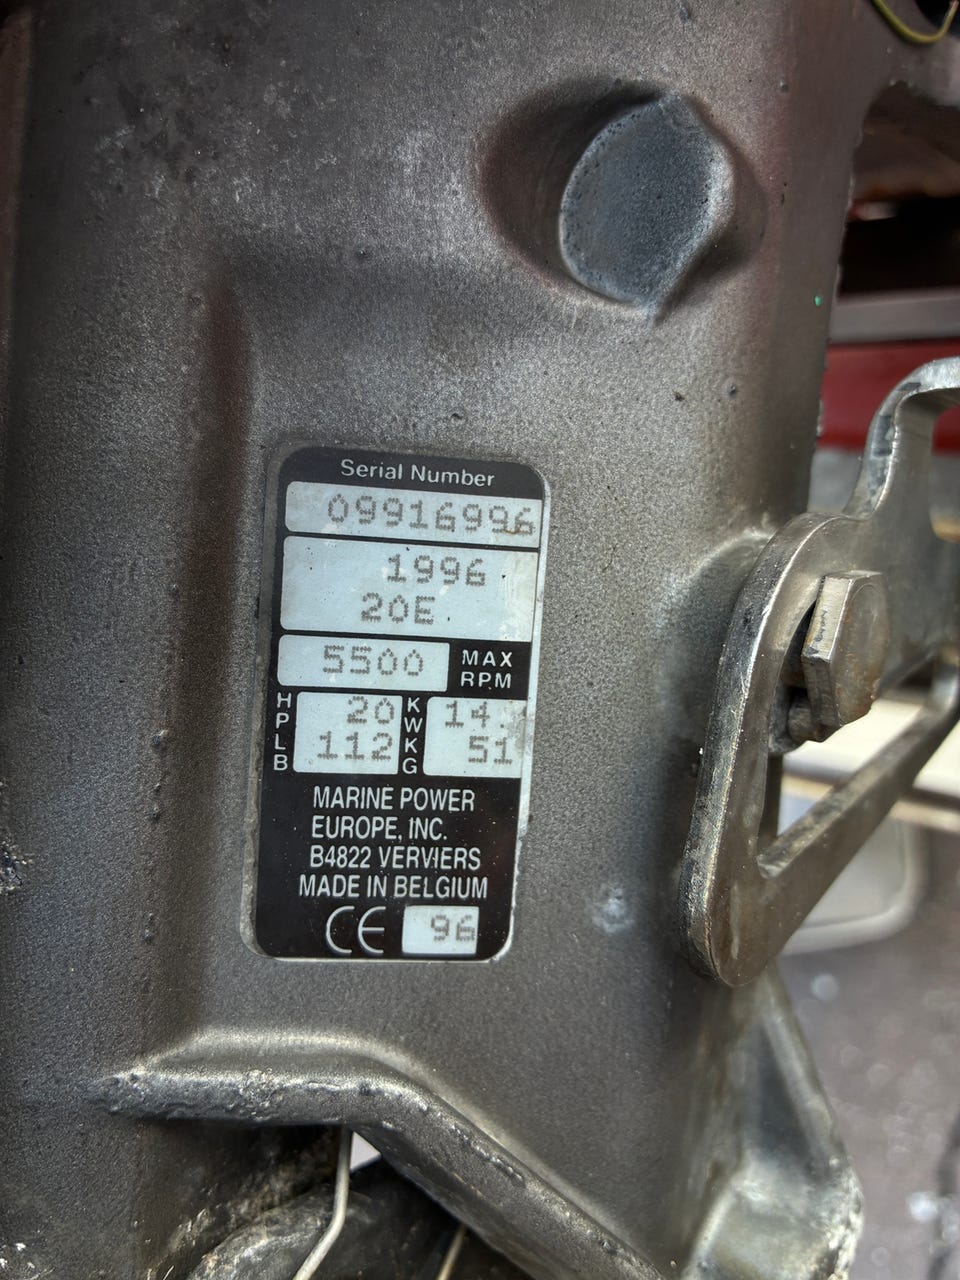 Serial Number
09916996
1996
20E
5500 MAX RPM
HP 20 KW 14.
LB 112 KG 51
MARINE POWER
EUROPE, INC.
B4822 VERVIERS
MADE IN BELGIUM
CE 96